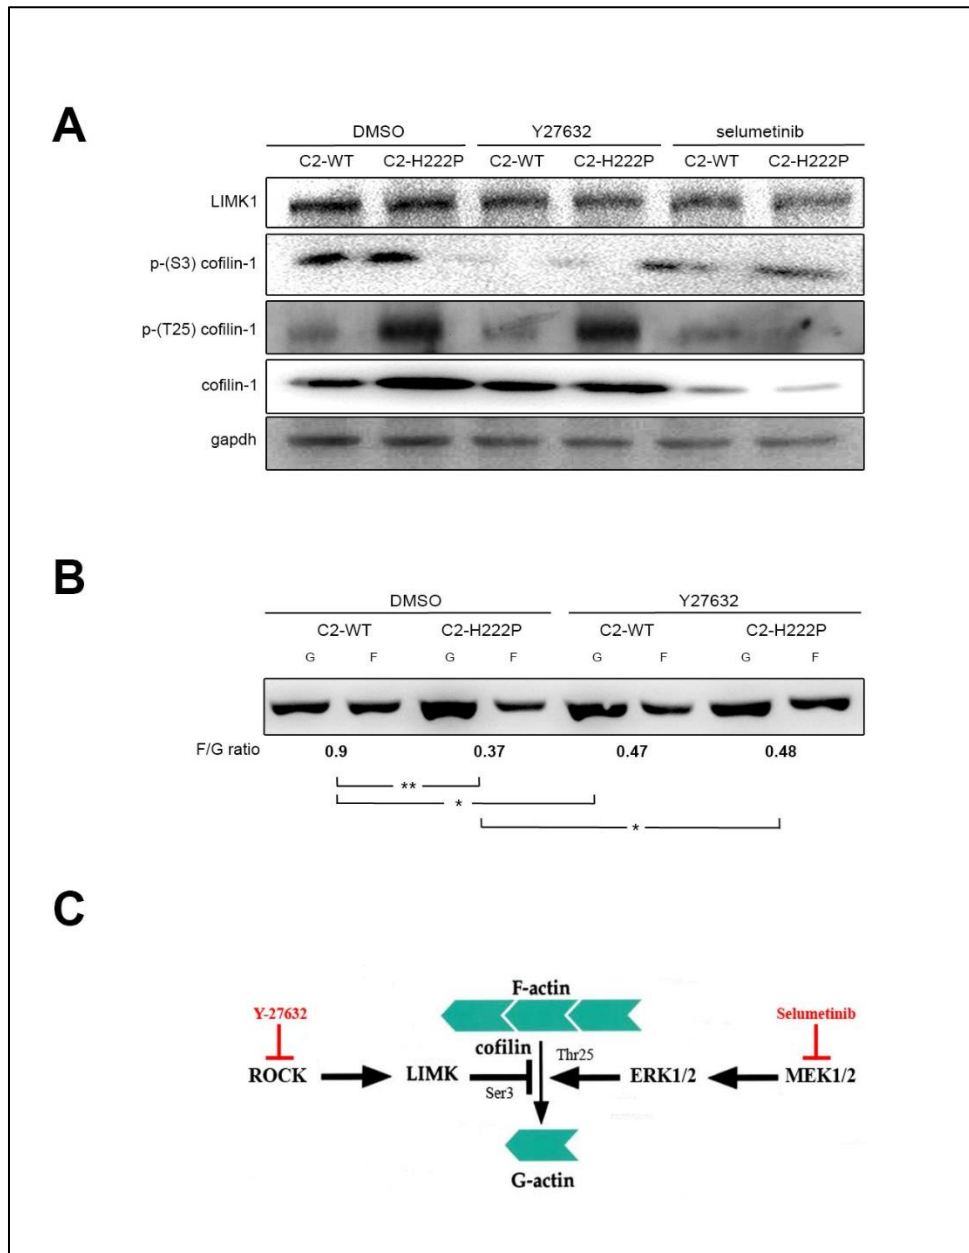 A
DMSO Y27632 selumetinib
C2-WT C2-H222P C2-WT C2-H222P C2-WT C2-H222P
LIMK1
p-(S3) cofilin-1
p-(T25) cofilin-1
cofilin-1
gapdh
B
DMSO Y27632
C2-WT C2-H222P C2-WT C2-H222P
G F G F G F G F
F/G ratio 0.9 0.37 0.47 0.48
**
*
*
C
F-actin
Y-27632 Selumetinib
cofilin Thr25
ROCK LIMK ERK1/2 MEK1/2
Ser3
G-actin